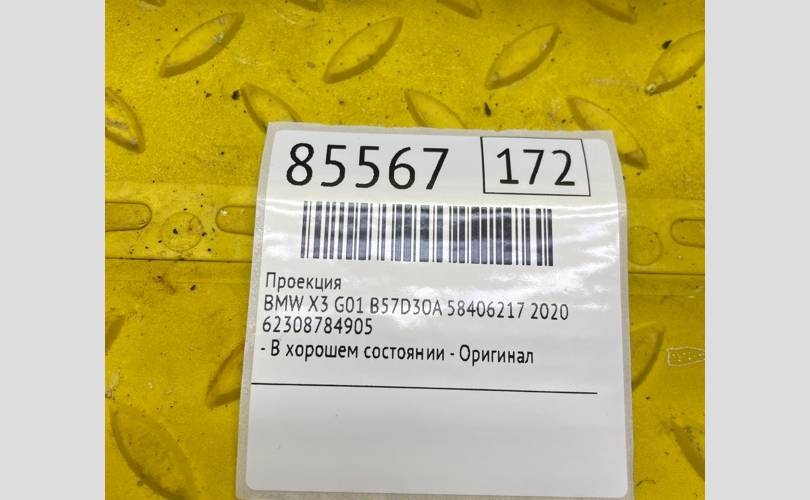 85567 172
Проекция
BMW X3 G01 B57D30A 58406217 2020
62308784905
- В хорошем состоянии - Оригинал